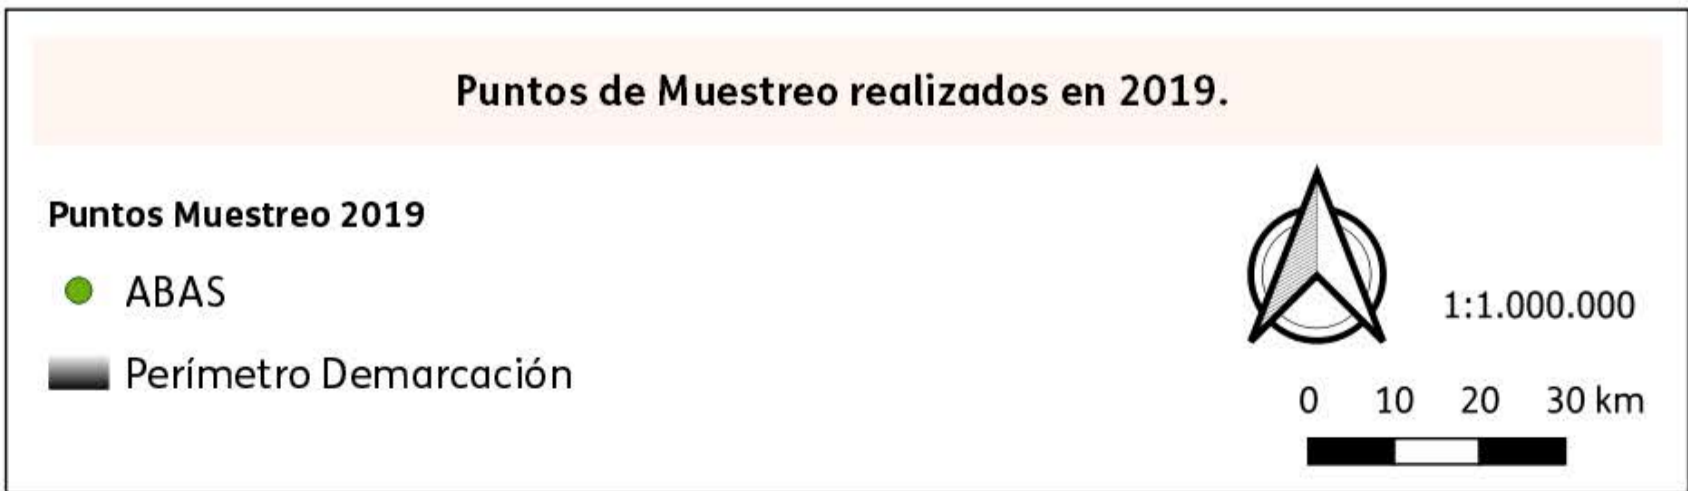 Puntos de Muestreo realizados en 2019.
Puntos Muestreo 2019
ABAS
Perímetro Demarcación
1:1.000.000
0 10 20 30 km